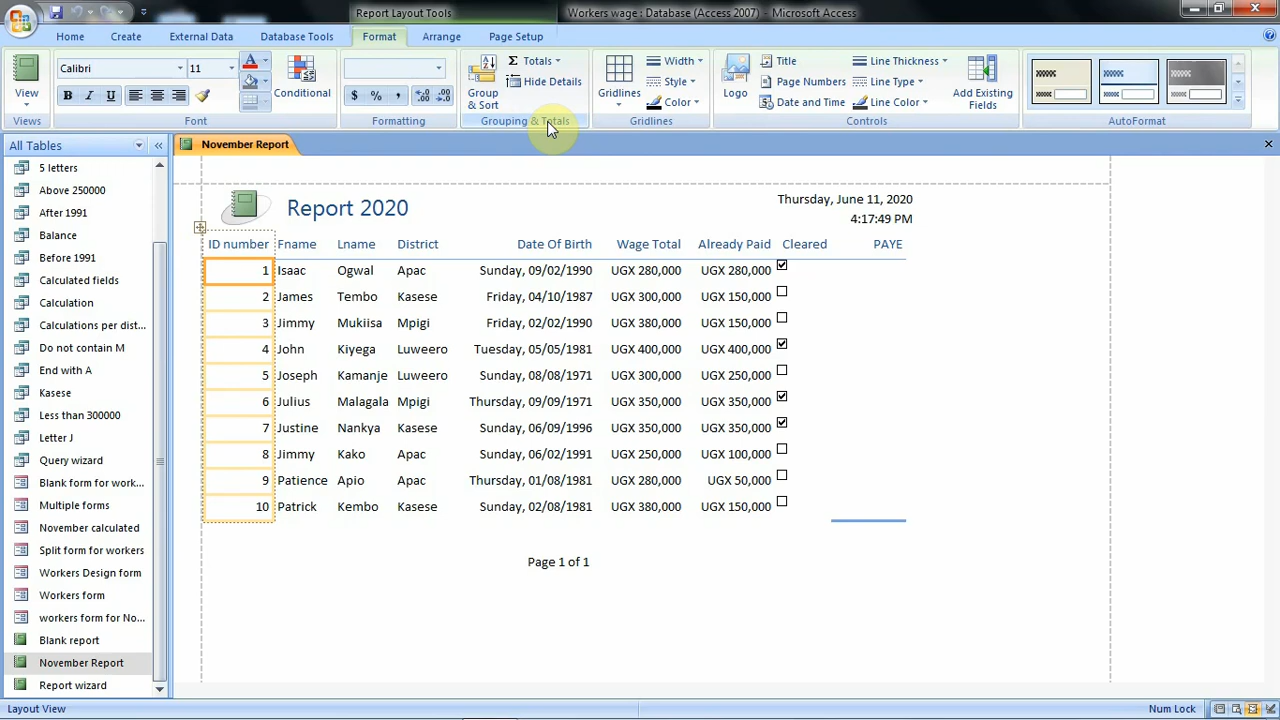 Report Layout Tools
Workers wage : Database (Access 2007) - Microsoft Access
Home Create External Data Database Tools Format Arrange Page Setup
View
Views
Calibri 11
B I U A
Conditional
Font
$ % ,
Formatting
Group & Sort
Σ Totals
Hide Details
Grouping & Totals
Gridlines
Width
Style
Color
Gridlines
Logo
Title
Page Numbers
Date and Time
Line Thickness
Line Type
Line Color
Add Existing Fields
Controls
AutoFormat
All Tables
November Report
5 letters
Above 250000
After 1991
Balance
Before 1991
Calculated fields
Calculation
Calculations per dist...
Do not contain M
End with A
Kasese
Less than 300000
Letter J
Query wizard
Blank form for work...
Multiple forms
November calculated
Split form for workers
Workers Design form
Workers form
workers form for No...
Blank report
November Report
Report wizard
Report 2020
Thursday, June 11, 2020
4:17:49 PM
ID number Fname Lname District Date Of Birth Wage Total Already Paid Cleared PAYE
1 Isaac Ogwal Apac Sunday, 09/02/1990 UGX 280,000 UGX 280,000
2 James Tembo Kasese Friday, 04/10/1987 UGX 300,000 UGX 150,000
3 Jimmy Mukiisa Mpigi Friday, 02/02/1990 UGX 380,000 UGX 150,000
4 John Kiyega Luweero Tuesday, 05/05/1981 UGX 400,000 UGX 400,000
5 Joseph Kamanje Luweero Sunday, 08/08/1971 UGX 300,000 UGX 250,000
6 Julius Malagala Mpigi Thursday, 09/09/1971 UGX 350,000 UGX 350,000
7 Justine Nankya Kasese Sunday, 06/09/1996 UGX 350,000 UGX 350,000
8 Jimmy Kako Apac Sunday, 06/02/1991 UGX 250,000 UGX 100,000
9 Patience Apio Apac Thursday, 01/08/1981 UGX 280,000 UGX 50,000
10 Patrick Kembo Kasese Sunday, 02/08/1981 UGX 380,000 UGX 150,000
Page 1 of 1
Layout View
Num Lock